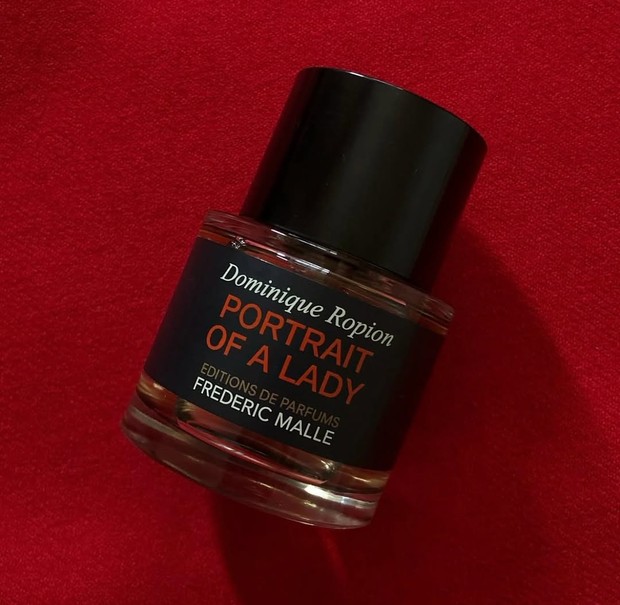 Dominique Ropion
PORTRAIT
OF A LADY
EDITIONS DE PARFUMS
FREDERIC MALLE